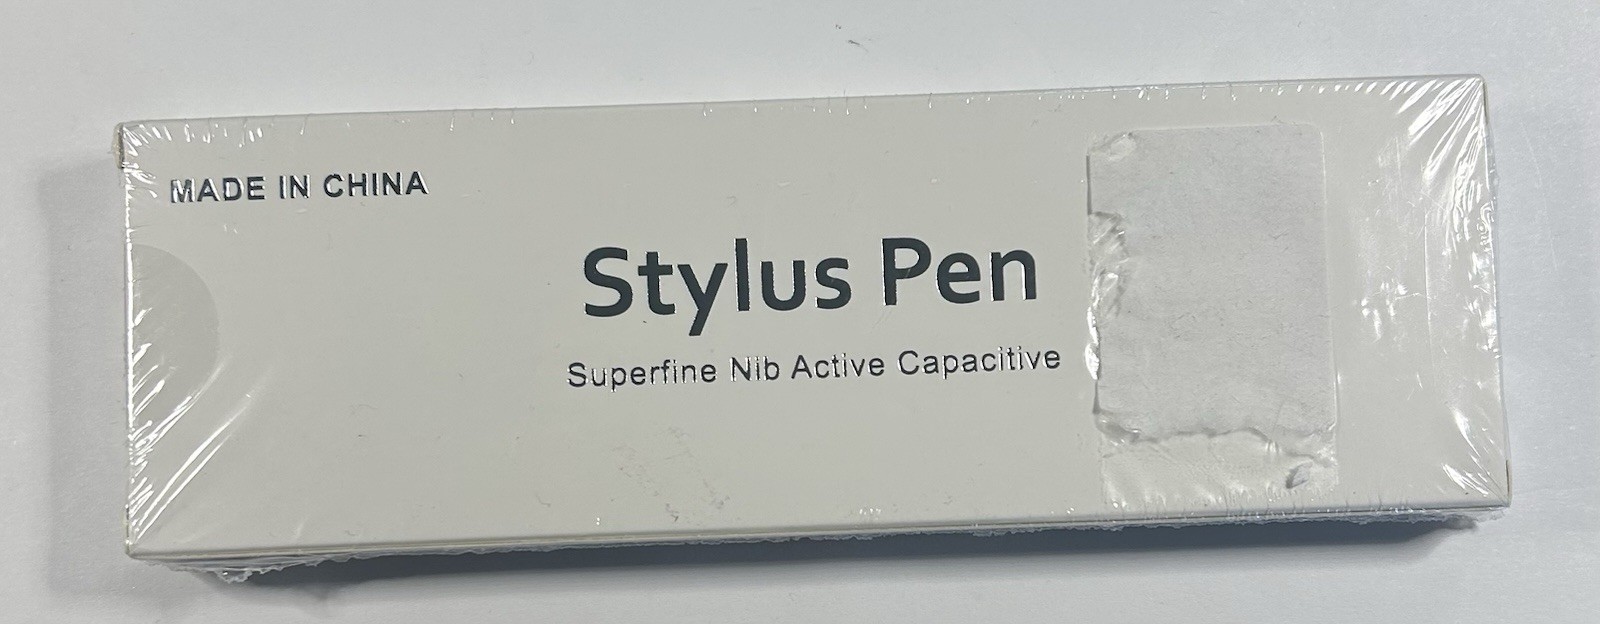 MADE IN CHINA
Stylus Pen
Superfine Nib Active Capacitive